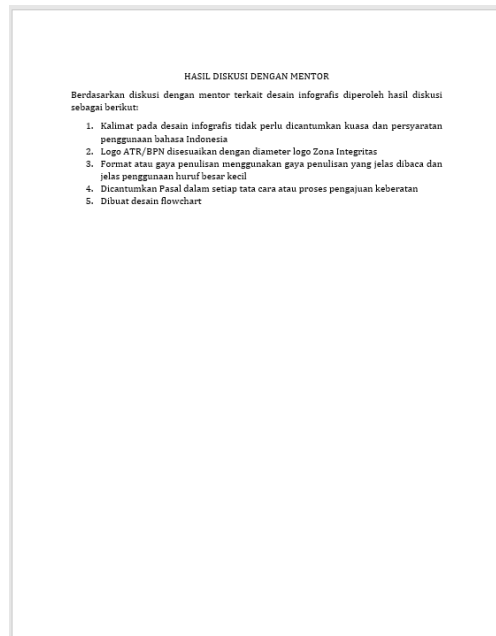 HASIL DISKUSI DENGAN MENTOR
Berdasarkan diskusi dengan mentor terkait desain infografis diperoleh hasil diskusi
sebagai berikut:
1. Kalimat pada desain infografis tidak perlu dicantumkan kuasa dan persyaratan
penggunaan bahasa Indonesia
2. Logo ATR/BPN disesuaikan dengan diameter logo Zona Integritas
3. Format atau gaya penulisan menggunakan gaya penulisan yang jelas dibaca dan
jelas penggunaan huruf besar kecil
4. Dicantumkan Pasal dalam setiap tata cara atau proses pengajuan keberatan
5. Dibuat desain flowchart